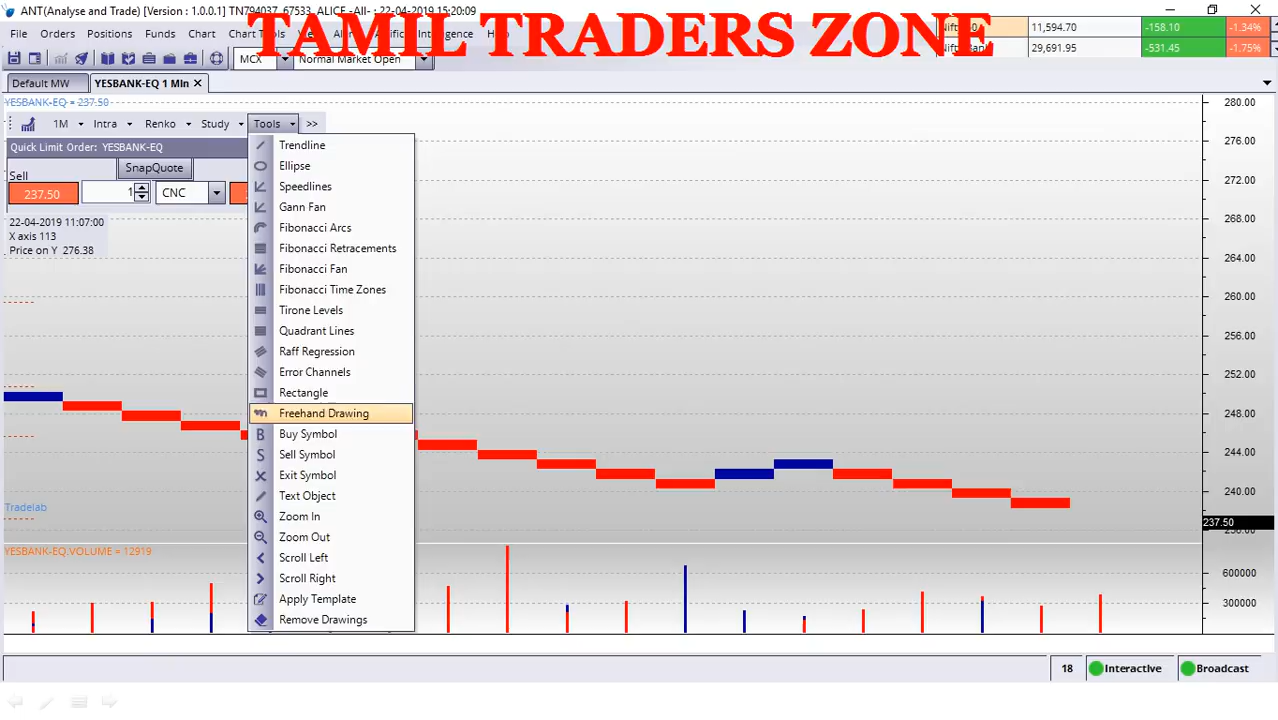 ANT(Analyse and Trade) [Version : 1.0.0.1] TN794037_67533_ALICE -All- : 22-04-2019 15:20:09
TAMIL TRADERS ZONE
File Orders Positions Funds Chart
11,594.70 -158.10 -1.34%
29,691.95 -531.45 -1.75%
MCX Normal Market Open
Default MW YESBANK-EQ 1 MIn
YESBANK-EQ = 237.50
1M Intra Renko Study Tools >>
Quick Limit Order: YESBANK-EQ
SnapQuote
Sell
237.50 1 CNC
22-04-2019 11:07:00
X axis 113
Price on Y 276.38
Trendline
Ellipse
Speedlines
Gann Fan
Fibonacci Arcs
Fibonacci Retracements
Fibonacci Fan
Fibonacci Time Zones
Tirone Levels
Quadrant Lines
Raff Regression
Error Channels
Rectangle
Freehand Drawing
Buy Symbol
Sell Symbol
Exit Symbol
Text Object
Zoom In
Zoom Out
Scroll Left
Scroll Right
Apply Template
Remove Drawings
Tradelab
YESBANK-EQ.VOLUME = 12919
280.00
276.00
272.00
268.00
264.00
260.00
256.00
252.00
248.00
244.00
240.00
237.50
600000
300000
18 Interactive Broadcast